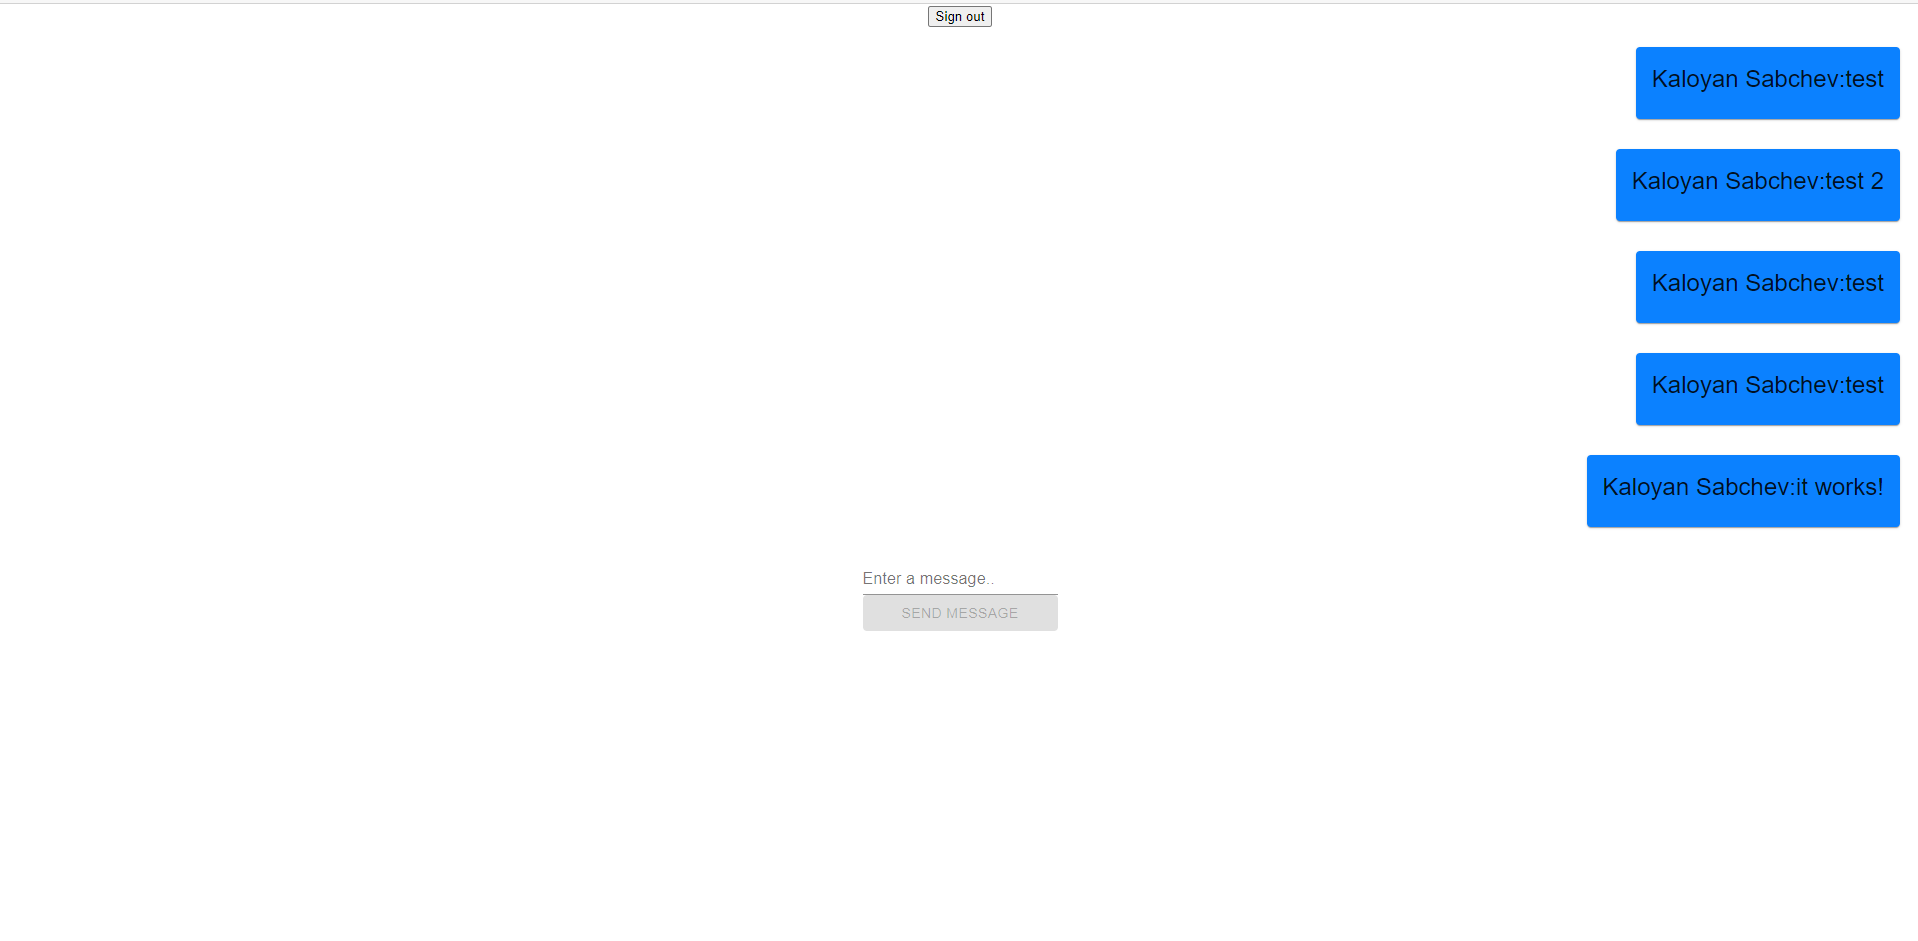 Sign out
Kaloyan Sabchev:test
Kaloyan Sabchev:test 2
Kaloyan Sabchev:test
Kaloyan Sabchev:test
Kaloyan Sabchev:it works!
Enter a message..
SEND MESSAGE